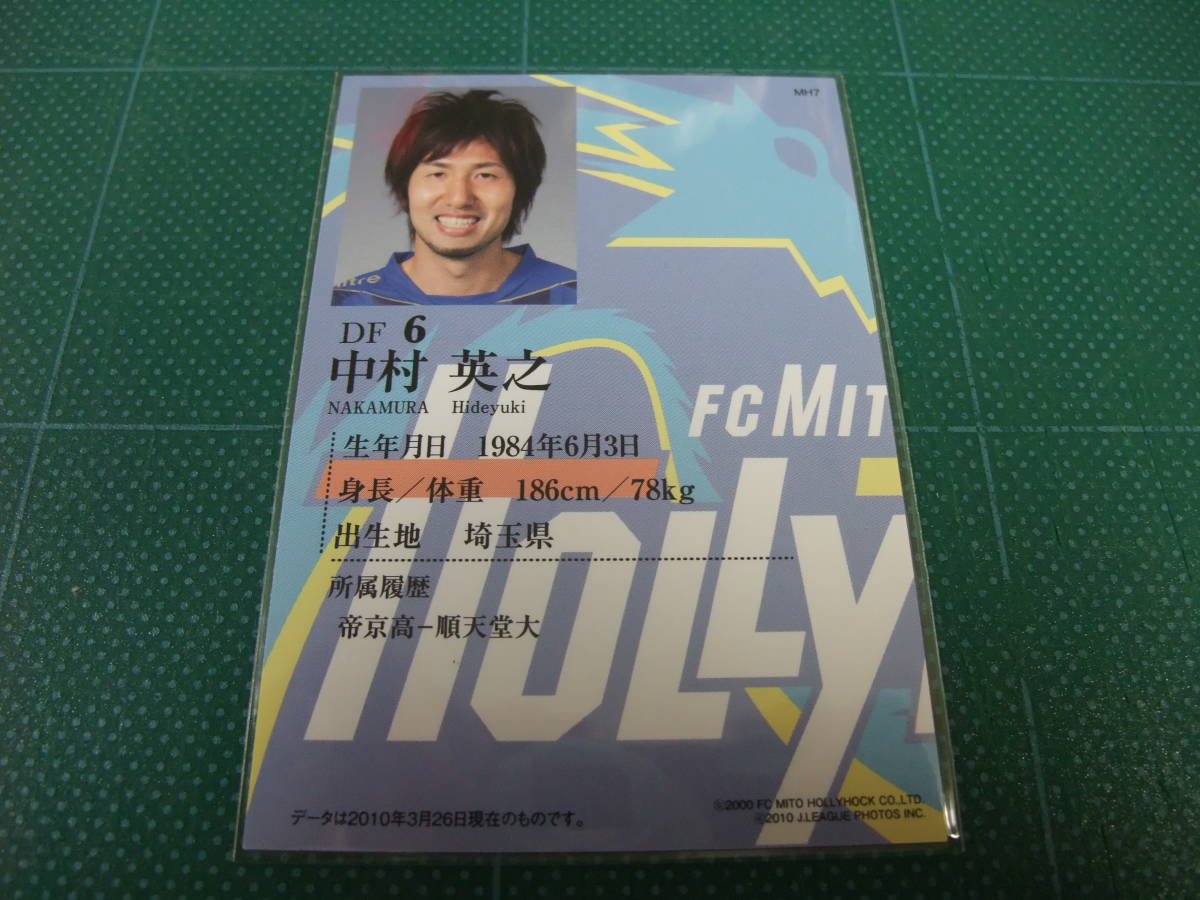 MH7
mitre
DF 6
中村 英之
NAKAMURA Hideyuki
FC MIT
生年月日 1984年6月3日
身長／体重 186cm／78kg
出生地 埼玉県
HOLLY
所属履歴
帝京高−順天堂大
データは2010年3月26日現在のものです。
©2000 FC MITO HOLLYHOCK CO.,LTD.
©2010 J.LEAGUE PHOTOS INC.